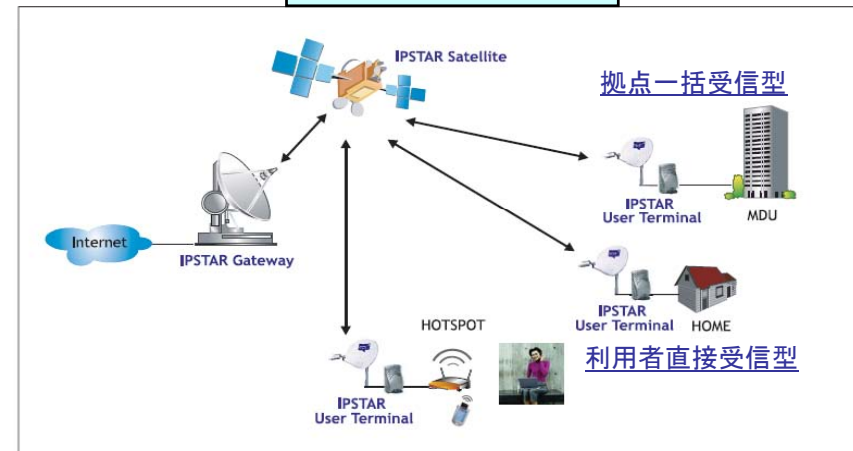 IPSTAR Satellite
拠点一括受信型
IPSTAR
User Terminal
MDU
Internet
IPSTAR Gateway
IPSTAR
User Terminal
HOME
HOTSPOT
利用者直接受信型
IPSTAR
User Terminal